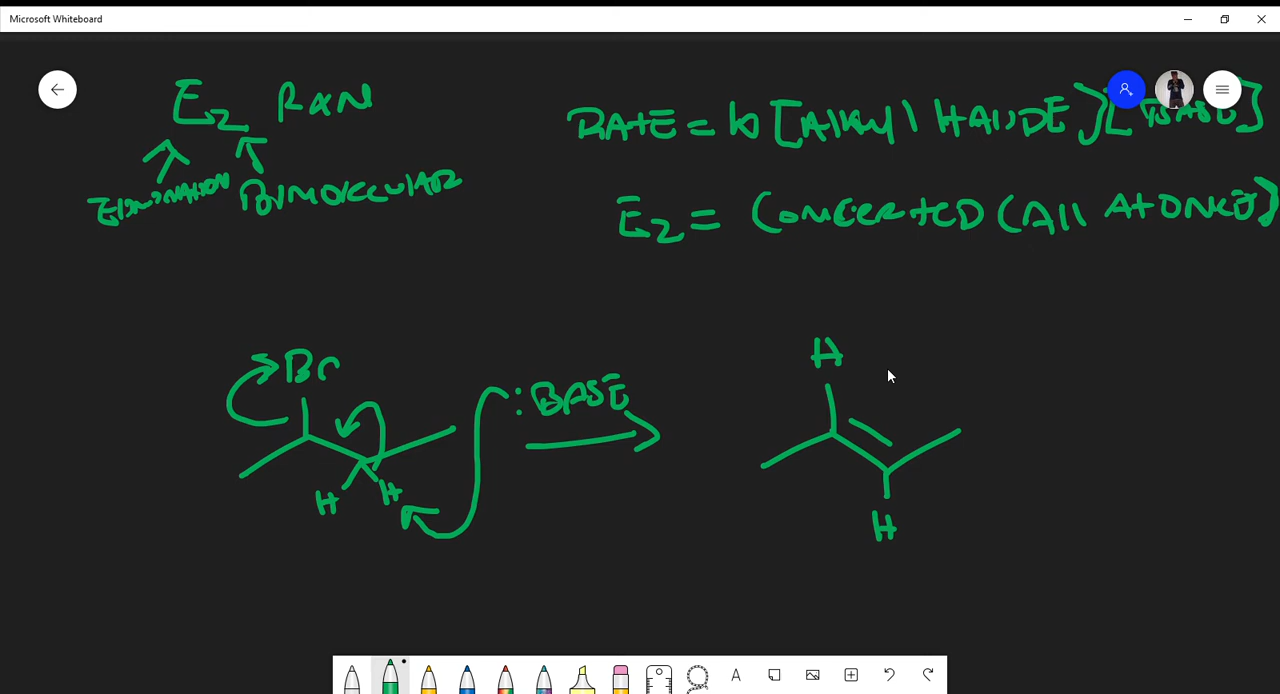 Microsoft Whiteboard
E2 RXN
ELIMINATION BIMOLECULAR
RATE = k [Alkyl HALIDE] [BASE]
E2 = CONCERTED (All AT ONCE)
Br
:BASE
H H
H
H
A